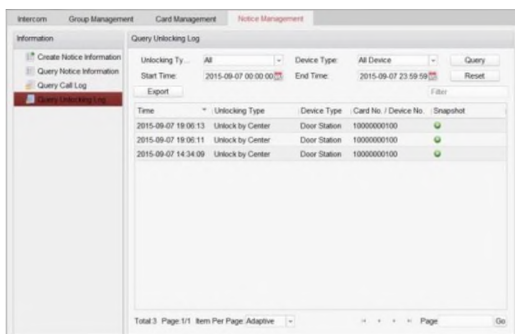 Intercom Group Management Card Management Notice Management
Information
Create Notice Information
Query Notice Information
Query Call Log
Query Unlocking Log
Query Unlocking Log
Unlocking Ty... All Device Type: All Device Query
Start Time: 2015-09-07 00:00:00 End Time: 2015-09-07 23:59:59 Reset
Export Filter
Time Unlocking Type Device Type Card No. / Device No. Snapshot
2015-09-07 19:06:13 Unlock by Center Door Station 10000000100
2015-09-07 19:06:11 Unlock by Center Door Station 10000000100
2015-09-07 14:34:09 Unlock by Center Door Station 10000000100
Total:3 Page:1/1 Item Per Page: Adaptive Page Go